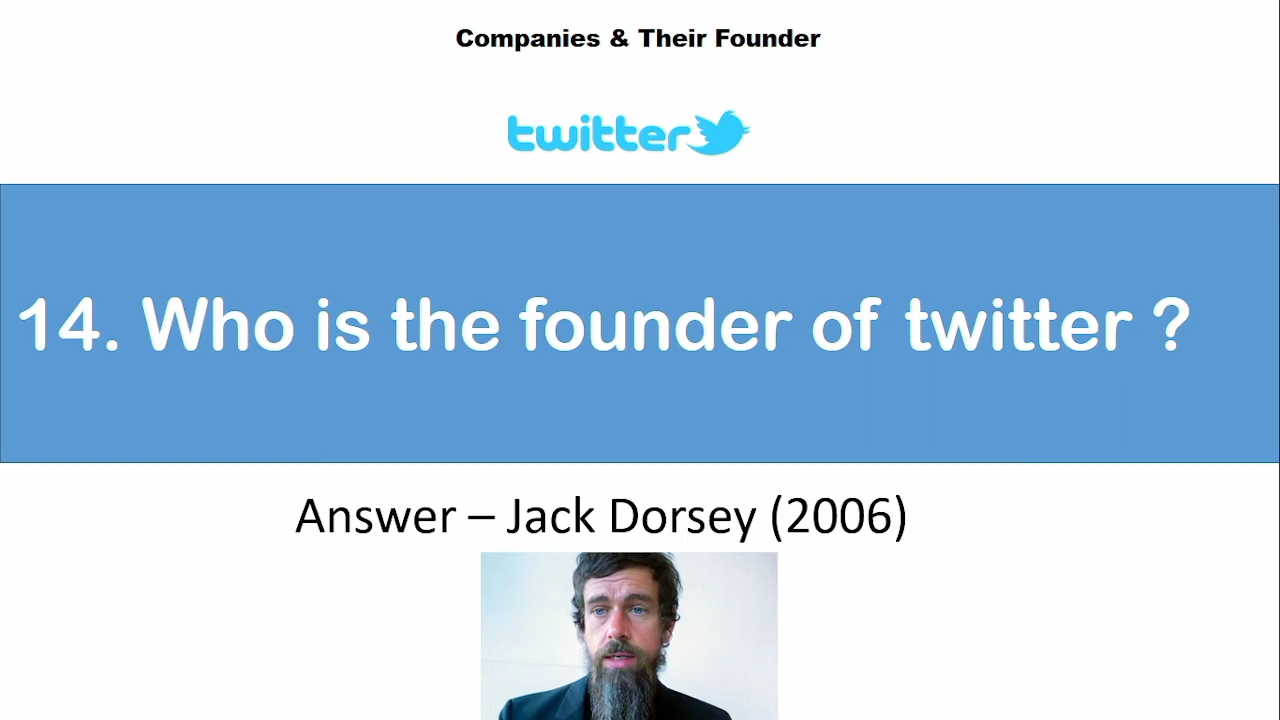 Companies & Their Founder
twitter
14. Who is the founder of twitter ?
Answer – Jack Dorsey (2006)